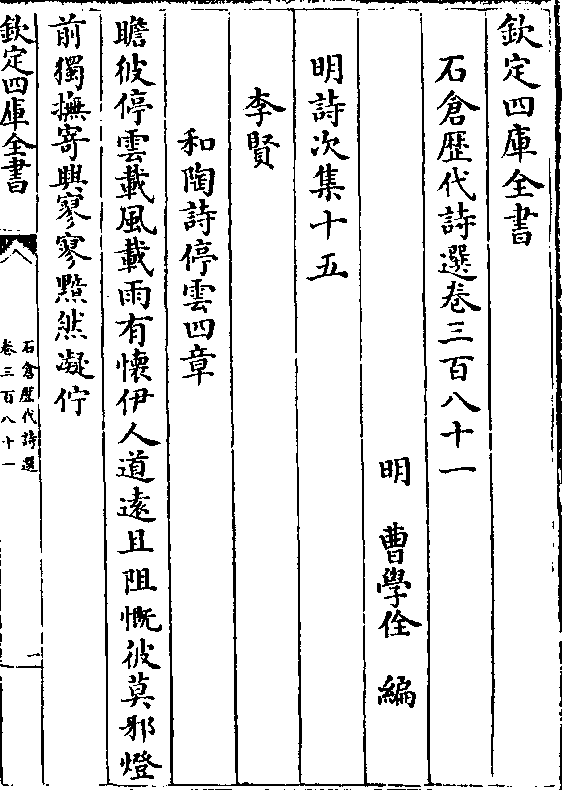 欽定四庫全書
石倉歴代詩選卷三百八十一
明　曹學佺　編
明詩次集十五
李賢
和陶詩停雲四章
瞻彼停雲載風載雨有懷伊人道遠且阻慨彼莫邪燈
前獨撫寄興寥寥黯然凝佇
欽定四庫全書
石倉歴代詩選
卷三百八十一
一